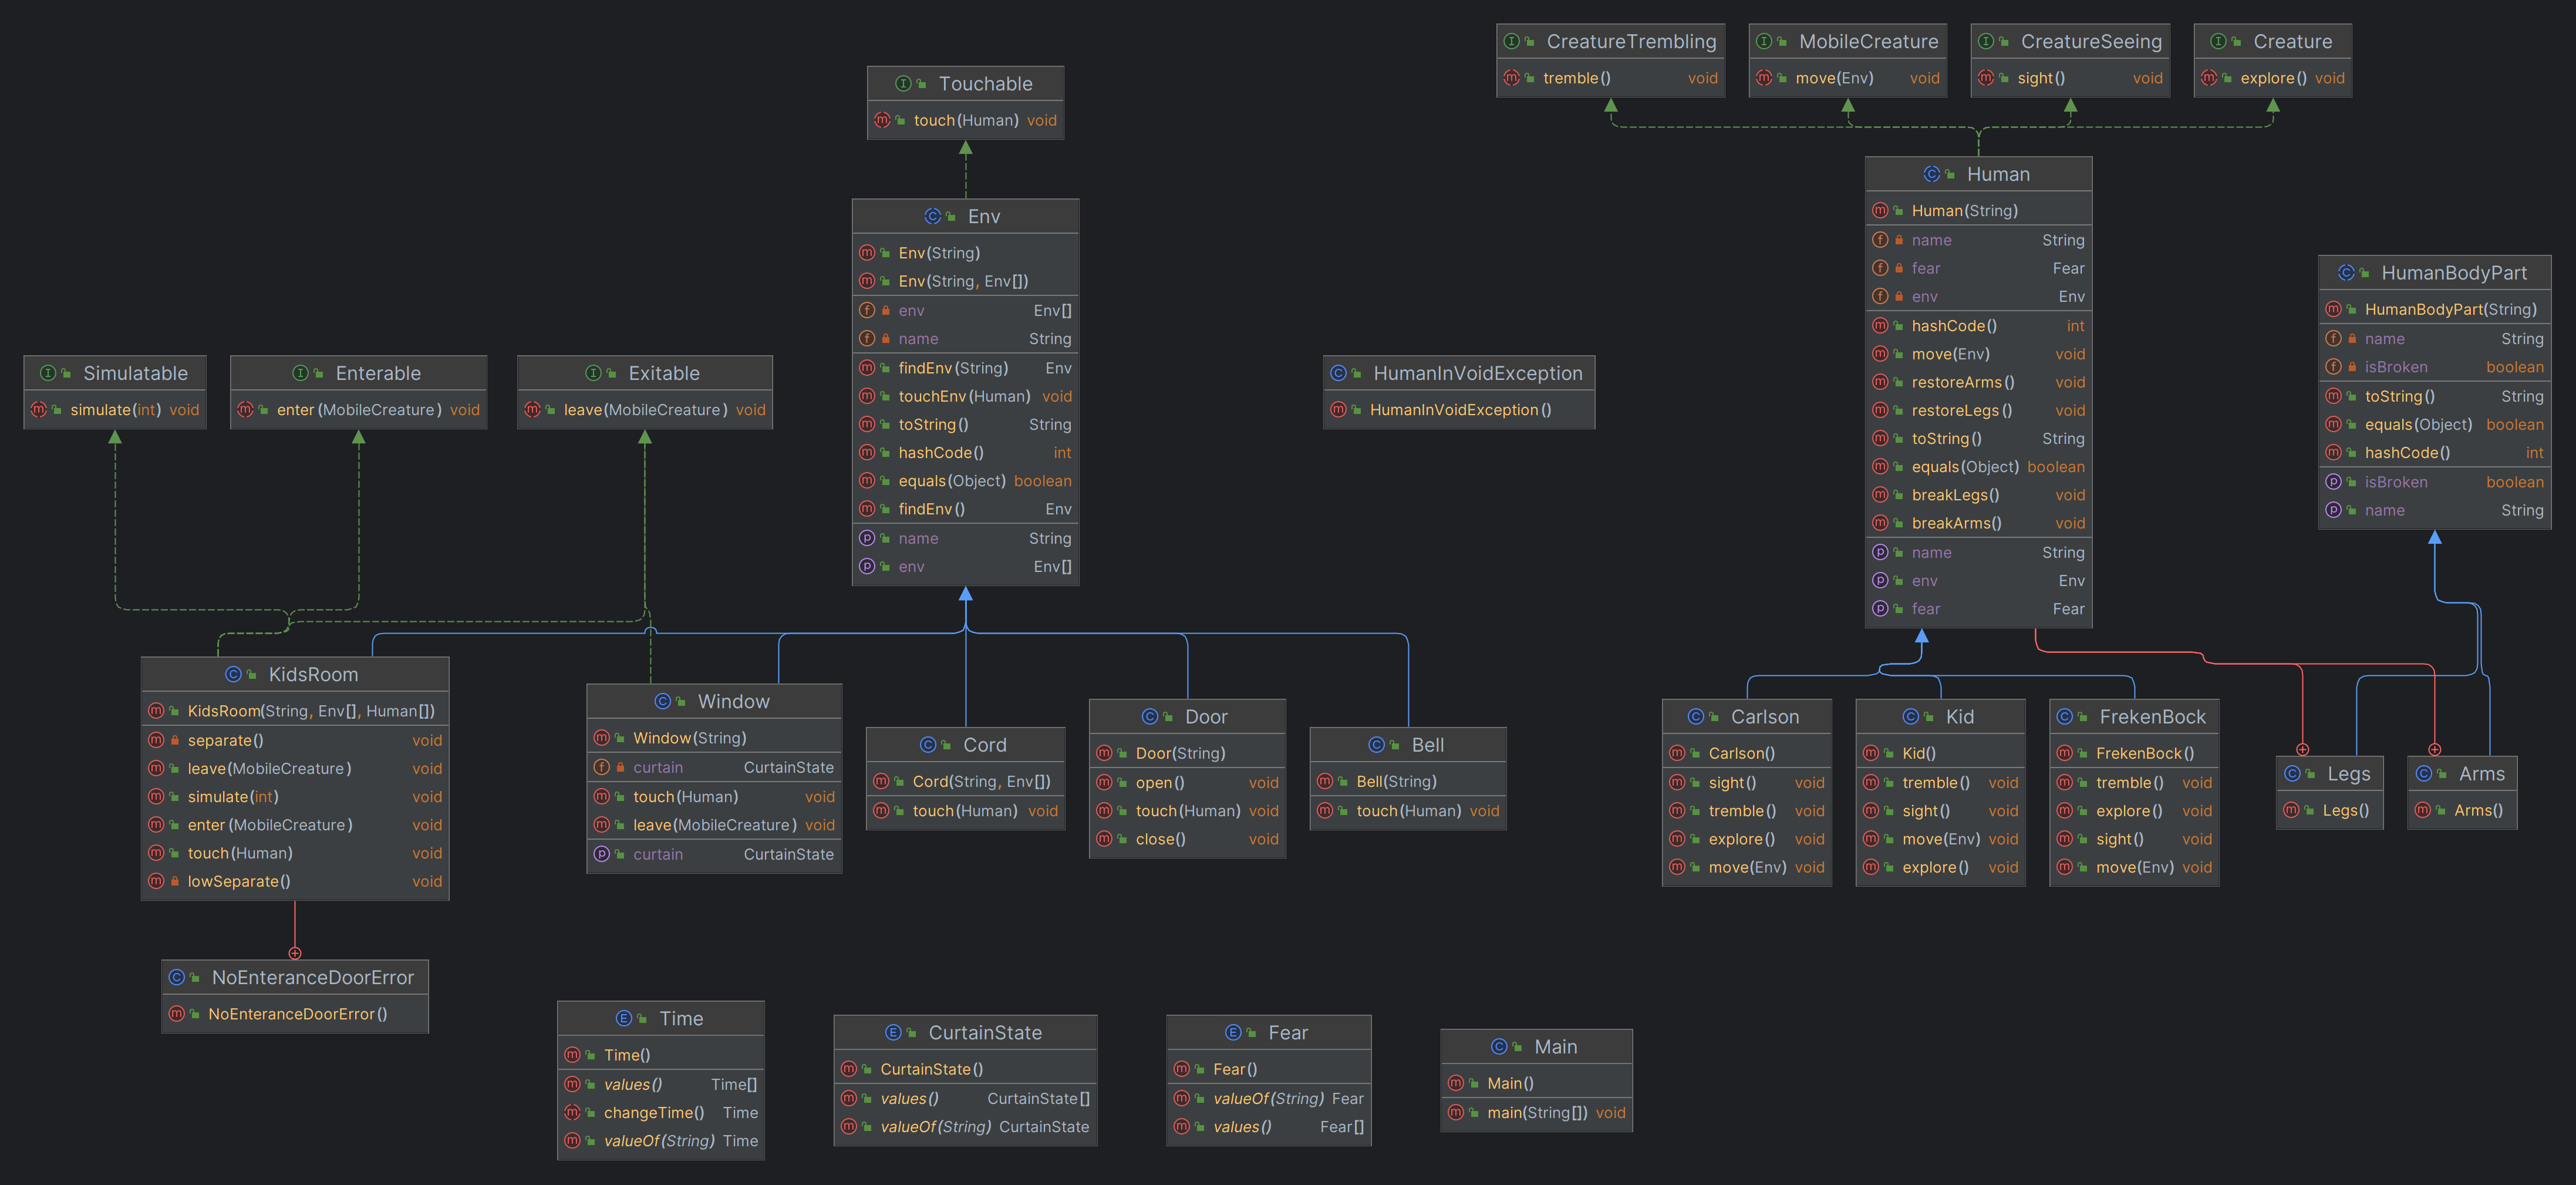 CreatureTrembling
tremble() void
MobileCreature
move(Env) void
CreatureSeeing
sight() void
Creature
explore() void
Touchable
touch(Human) void
Human
Human(String)
name String
fear Fear
env Env
hashCode() int
move(Env) void
restoreArms() void
restoreLegs() void
toString() String
equals(Object) boolean
breakLegs() void
breakArms() void
name String
env Env
fear Fear
Env
Env(String)
Env(String, Env[])
env Env[]
name String
findEnv(String) Env
touchEnv(Human) void
toString() String
hashCode() int
equals(Object) boolean
findEnv() Env
name String
env Env[]
HumanBodyPart
HumanBodyPart(String)
name String
isBroken boolean
toString() String
equals(Object) boolean
hashCode() int
isBroken boolean
name String
Simulatable
simulate(int) void
Enterable
enter(MobileCreature) void
Exitable
leave(MobileCreature) void
HumanInVoidException
HumanInVoidException()
KidsRoom
KidsRoom(String, Env[], Human[])
separate() void
leave(MobileCreature) void
simulate(int) void
enter(MobileCreature) void
touch(Human) void
lowSeparate() void
Window
Window(String)
curtain CurtainState
touch(Human) void
leave(MobileCreature) void
curtain CurtainState
Cord
Cord(String, Env[])
touch(Human) void
Door
Door(String)
open() void
touch(Human) void
close() void
Bell
Bell(String)
touch(Human) void
Carlson
Carlson()
sight() void
tremble() void
explore() void
move(Env) void
Kid
Kid()
tremble() void
sight() void
move(Env) void
explore() void
FrekenBock
FrekenBock()
tremble() void
explore() void
sight() void
move(Env) void
Legs
Legs()
Arms
Arms()
NoEnteranceDoorError
NoEnteranceDoorError()
Time
Time()
values() Time[]
changeTime() Time
valueOf(String) Time
CurtainState
CurtainState()
values() CurtainState[]
valueOf(String) CurtainState
Fear
Fear()
valueOf(String) Fear
values() Fear[]
Main
Main()
main(String[]) void